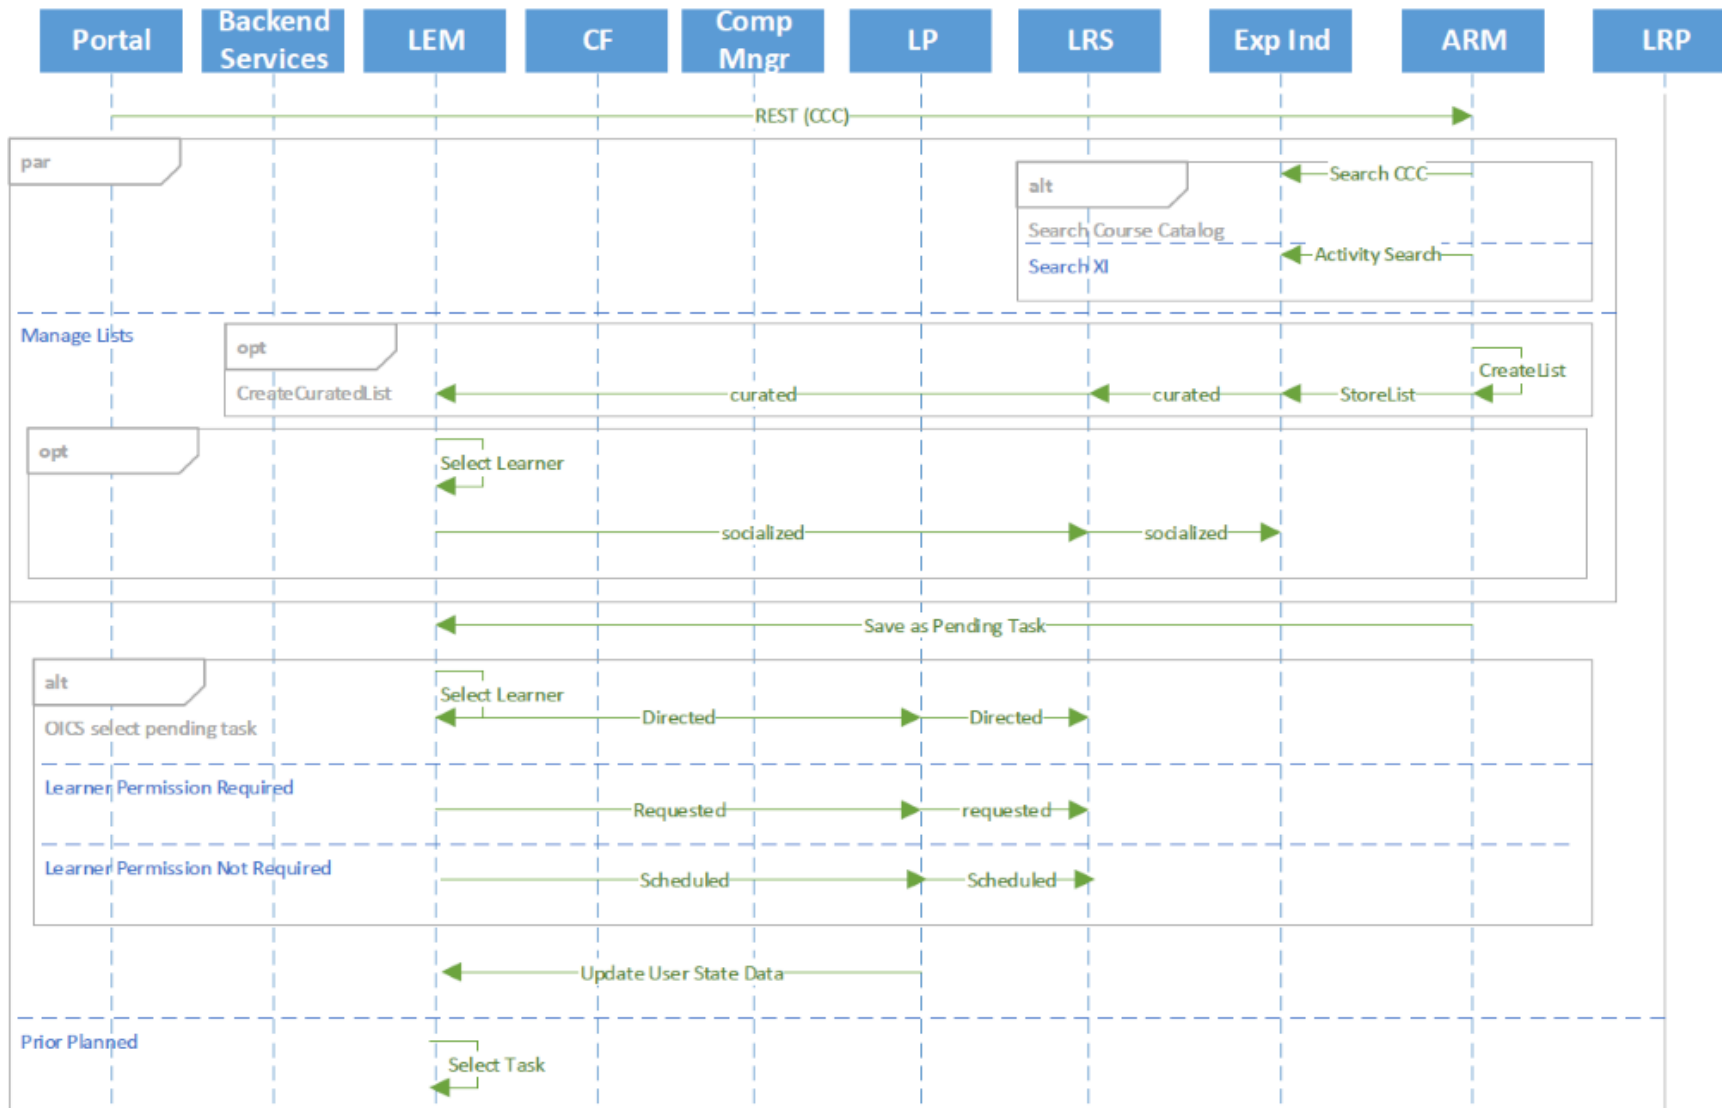 Portal
Backend
Services
LEM
CF
Comp
Mngr
LP
LRS
Exp Ind
ARM
LRP
REST (CCC)
par
alt
Search CCC
Search Course Catalog
Activity Search
Search XI
Manage Lists
opt
CreateList
CreateCuratedList
curated
curated
StoreList
opt
Select Learner
socialized
socialized
Save as Pending Task
alt
Select Learner
Directed
Directed
OICS select pending task
Learner Permission Required
Requested
requested
Learner Permission Not Required
Scheduled
Scheduled
Update User State Data
Prior Planned
Select Task